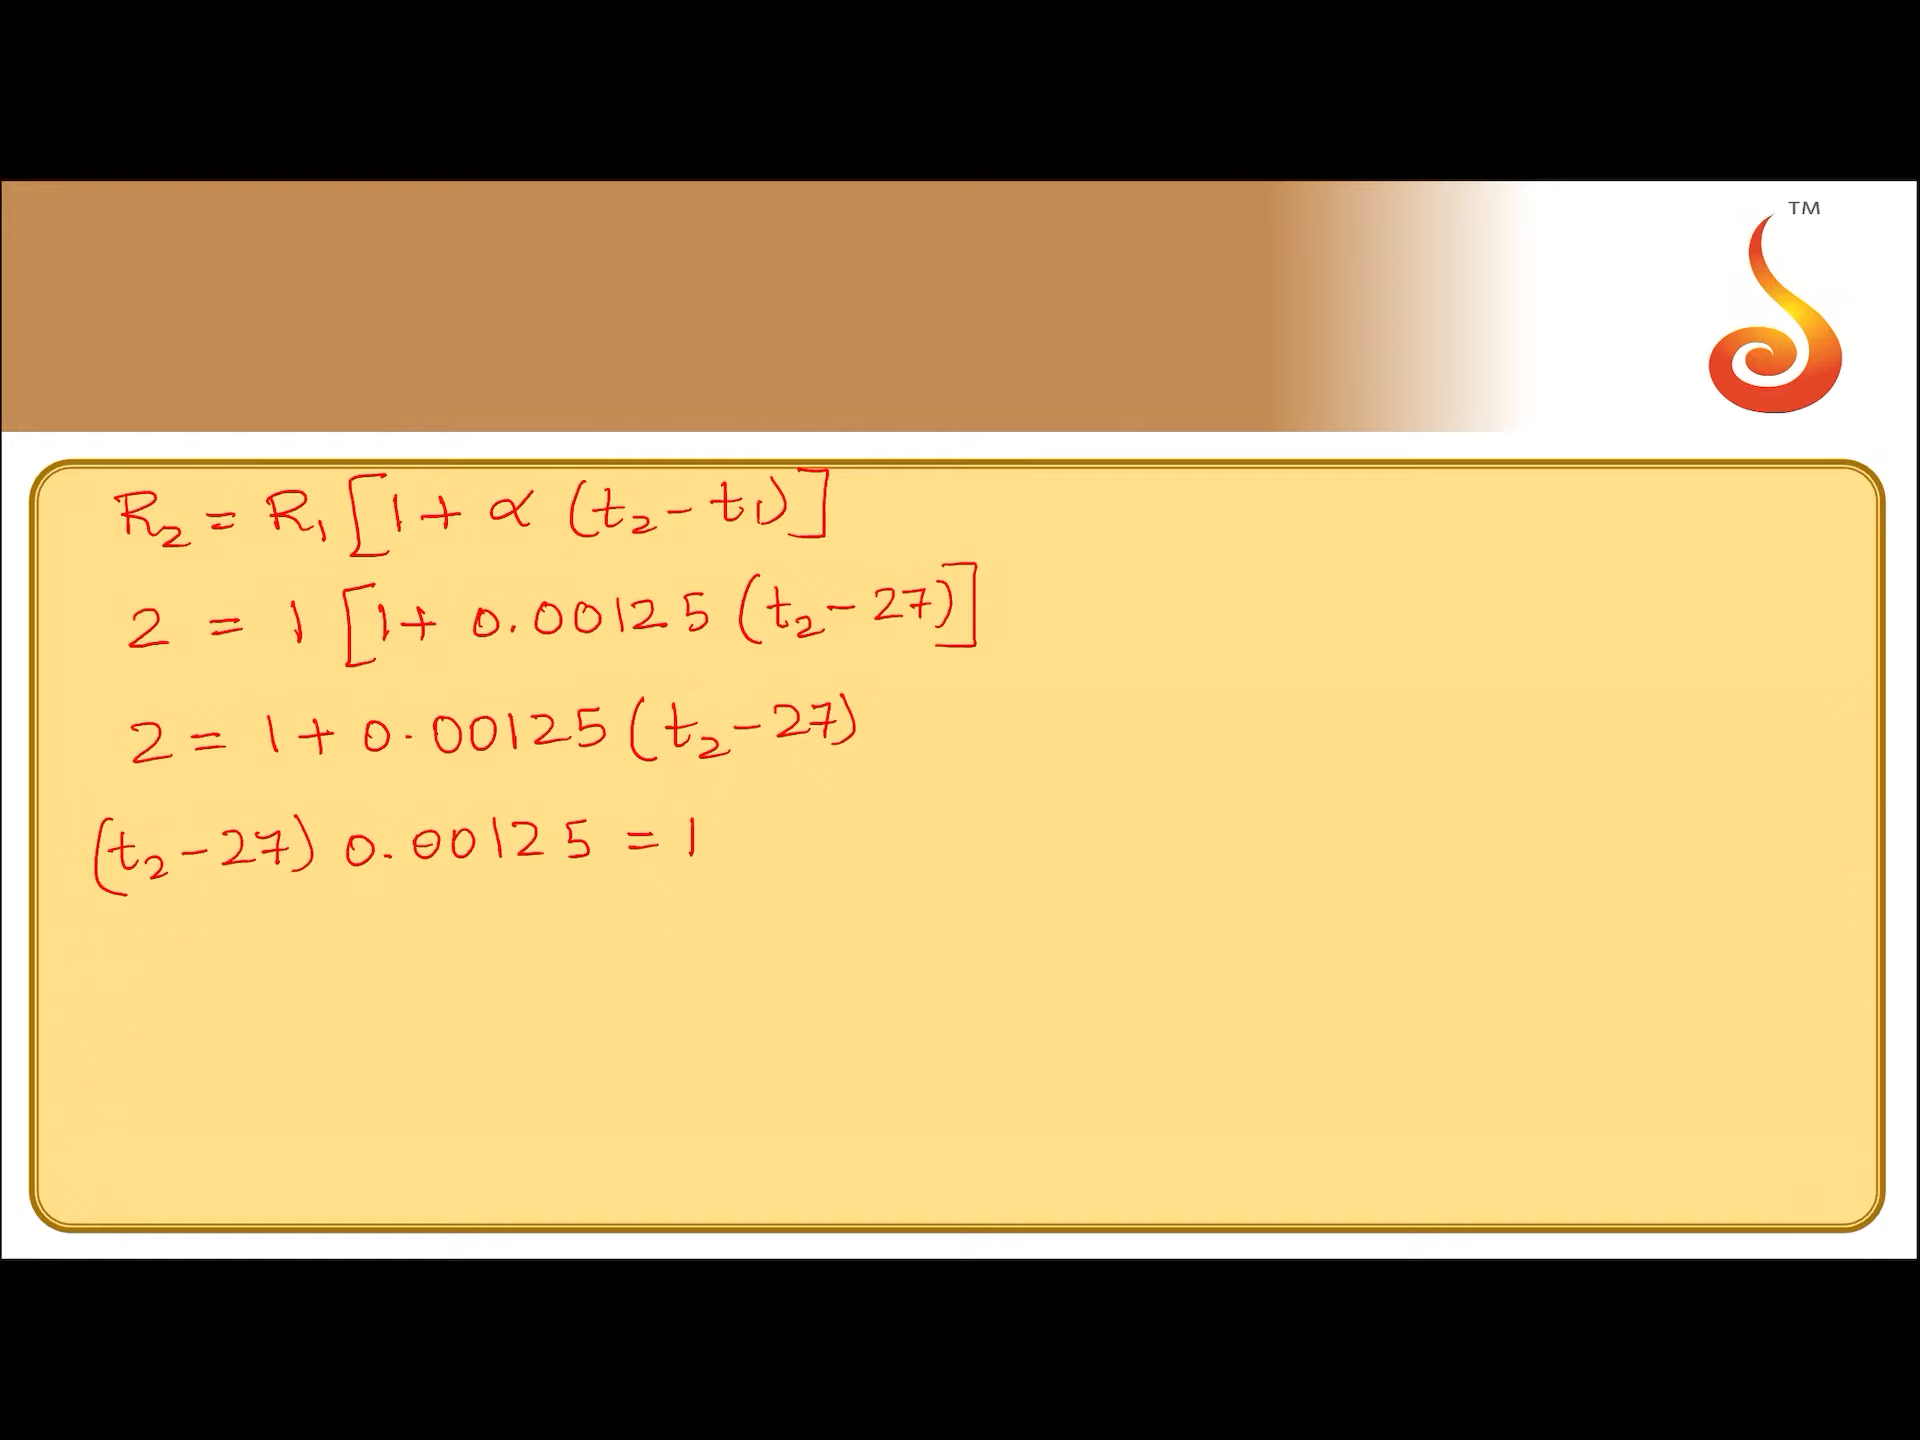 TM
R₂ = R₁ [1 + α (t₂ - t₁)]
2 = 1 [1 + 0.00125 (t₂ - 27)]
2 = 1 + 0.00125 (t₂ - 27)
(t₂ - 27) 0.00125 = 1